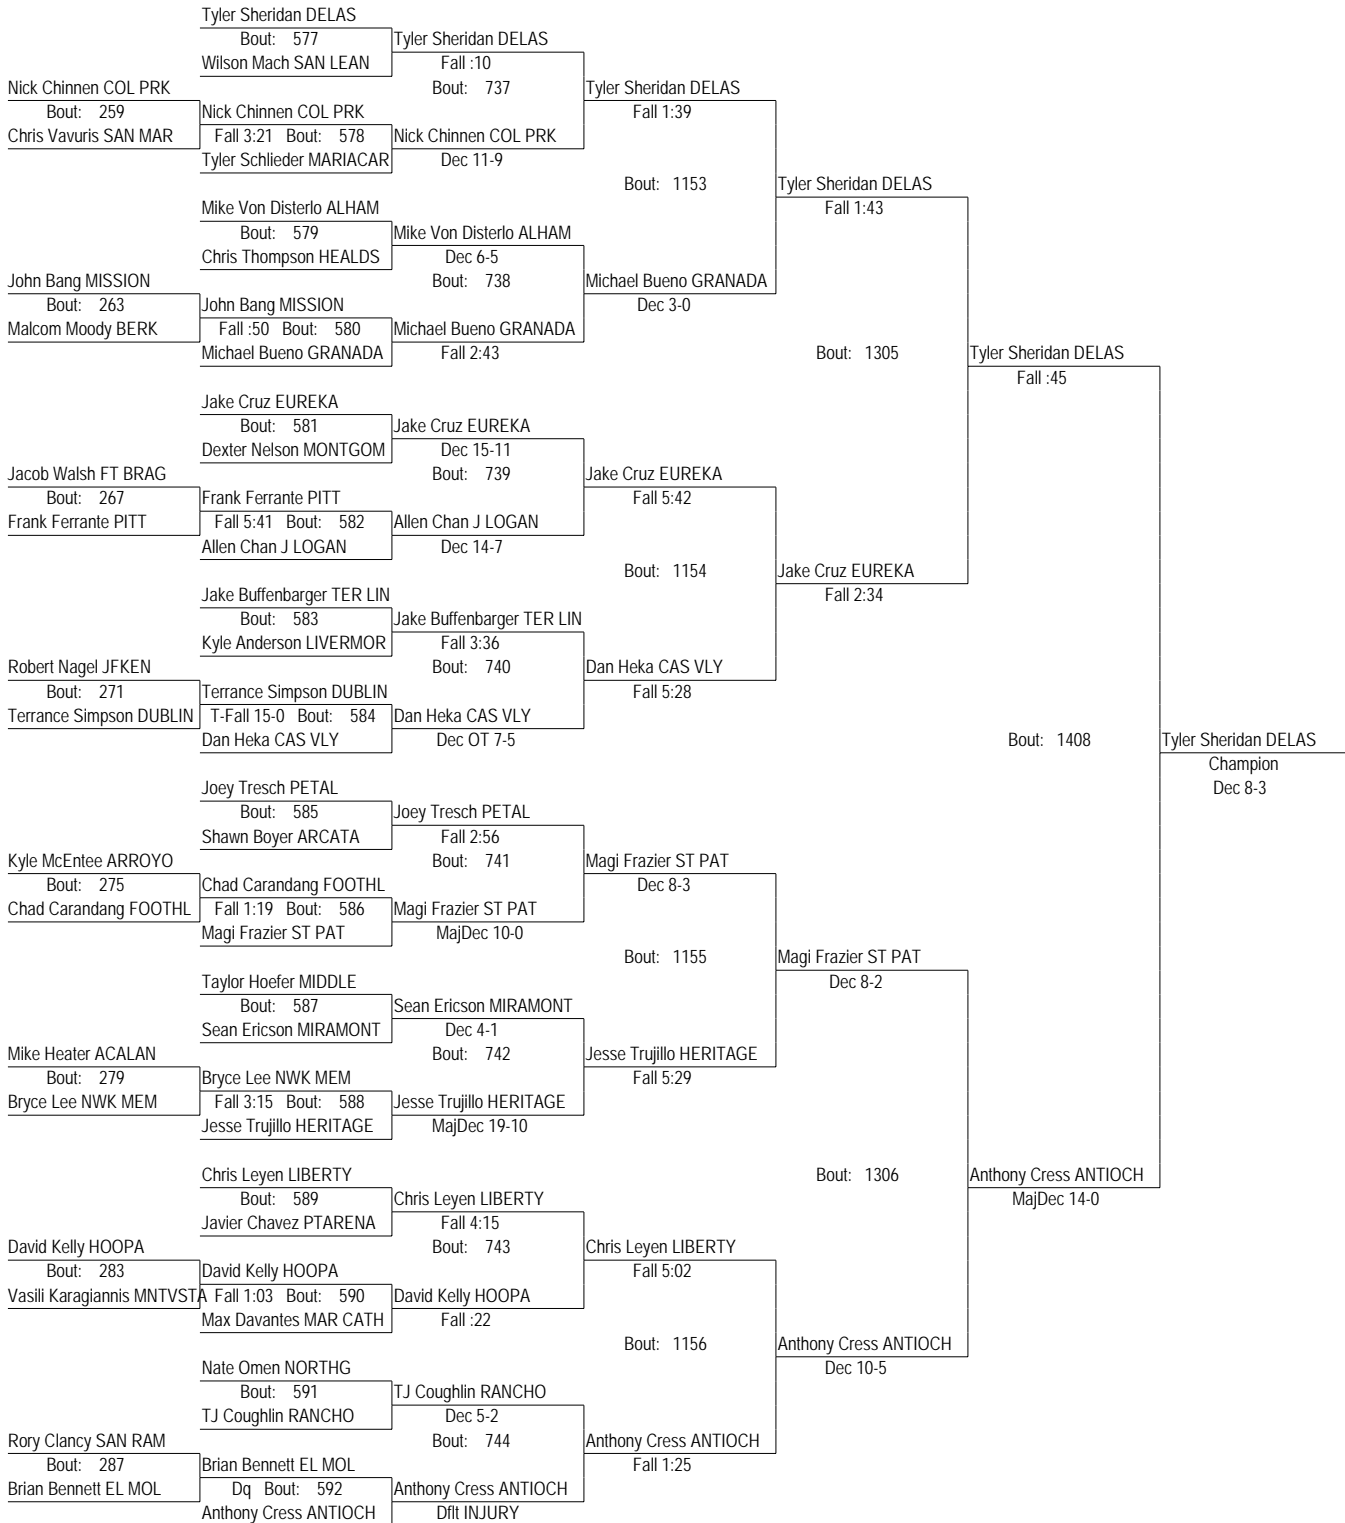 Tyler Sheridan DELAS
Bout: 577 Tyler Sheridan DELAS
Wilson Mach SAN LEAN Fall :10
Nick Chinnen COL PRK Bout: 737 Tyler Sheridan DELAS
Bout: 259 Nick Chinnen COL PRK Fall 1:39
Chris Vavuris SAN MAR Fall 3:21 Bout: 578 Nick Chinnen COL PRK
Tyler Schlieder MARIACAR Dec 11-9
Bout: 1153 Tyler Sheridan DELAS
Mike Von Disterlo ALHAM Fall 1:43
Bout: 579 Mike Von Disterlo ALHAM
Chris Thompson HEALDS Dec 6-5
John Bang MISSION Bout: 738 Michael Bueno GRANADA
Bout: 263 John Bang MISSION Dec 3-0
Malcom Moody BERK Fall :50 Bout: 580 Michael Bueno GRANADA
Michael Bueno GRANADA Fall 2:43 Bout: 1305 Tyler Sheridan DELAS
Fall :45
Jake Cruz EUREKA
Bout: 581 Jake Cruz EUREKA
Dexter Nelson MONTGOM Dec 15-11
Jacob Walsh FT BRAG Bout: 739 Jake Cruz EUREKA
Bout: 267 Frank Ferrante PITT Fall 5:42
Frank Ferrante PITT Fall 5:41 Bout: 582 Allen Chan J LOGAN
Allen Chan J LOGAN Dec 14-7
Bout: 1154 Jake Cruz EUREKA
Jake Buffenbarger TER LIN Fall 2:34
Bout: 583 Jake Buffenbarger TER LIN
Kyle Anderson LIVERMOR Fall 3:36
Robert Nagel JFKEN Bout: 740 Dan Heka CAS VLY
Bout: 271 Terrance Simpson DUBLIN Fall 5:28
Terrance Simpson DUBLIN T-Fall 15-0 Bout: 584 Dan Heka CAS VLY
Dan Heka CAS VLY Dec OT 7-5 Bout: 1408 Tyler Sheridan DELAS
Champion
Joey Tresch PETAL Dec 8-3
Bout: 585 Joey Tresch PETAL
Shawn Boyer ARCATA Fall 2:56
Kyle McEntee ARROYO Bout: 741 Magi Frazier ST PAT
Bout: 275 Chad Carandang FOOTHL Dec 8-3
Chad Carandang FOOTHL Fall 1:19 Bout: 586 Magi Frazier ST PAT
Magi Frazier ST PAT MajDec 10-0
Bout: 1155 Magi Frazier ST PAT
Taylor Hoefer MIDDLE Dec 8-2
Bout: 587 Sean Ericson MIRAMONT
Sean Ericson MIRAMONT Dec 4-1
Mike Heater ACALAN Bout: 742 Jesse Trujillo HERITAGE
Bout: 279 Bryce Lee NWK MEM Fall 5:29
Bryce Lee NWK MEM Fall 3:15 Bout: 588 Jesse Trujillo HERITAGE
Jesse Trujillo HERITAGE MajDec 19-10
Chris Leyen LIBERTY Bout: 1306 Anthony Cress ANTIOCH
Bout: 589 Chris Leyen LIBERTY MajDec 14-0
Javier Chavez PTARENA Fall 4:15
David Kelly HOOPA Bout: 743 Chris Leyen LIBERTY
Bout: 283 David Kelly HOOPA Fall 5:02
Vasili Karagiannis MNTVSTA Fall 1:03 Bout: 590 David Kelly HOOPA
Max Davantes MAR CATH Fall :22
Bout: 1156 Anthony Cress ANTIOCH
Nate Omen NORTHG Dec 10-5
Bout: 591 TJ Coughlin RANCHO
TJ Coughlin RANCHO Dec 5-2
Rory Clancy SAN RAM Bout: 744 Anthony Cress ANTIOCH
Bout: 287 Brian Bennett EL MOL Fall 1:25
Brian Bennett EL MOL Dq Bout: 592 Anthony Cress ANTIOCH
Anthony Cress ANTIOCH Dflt INJURY